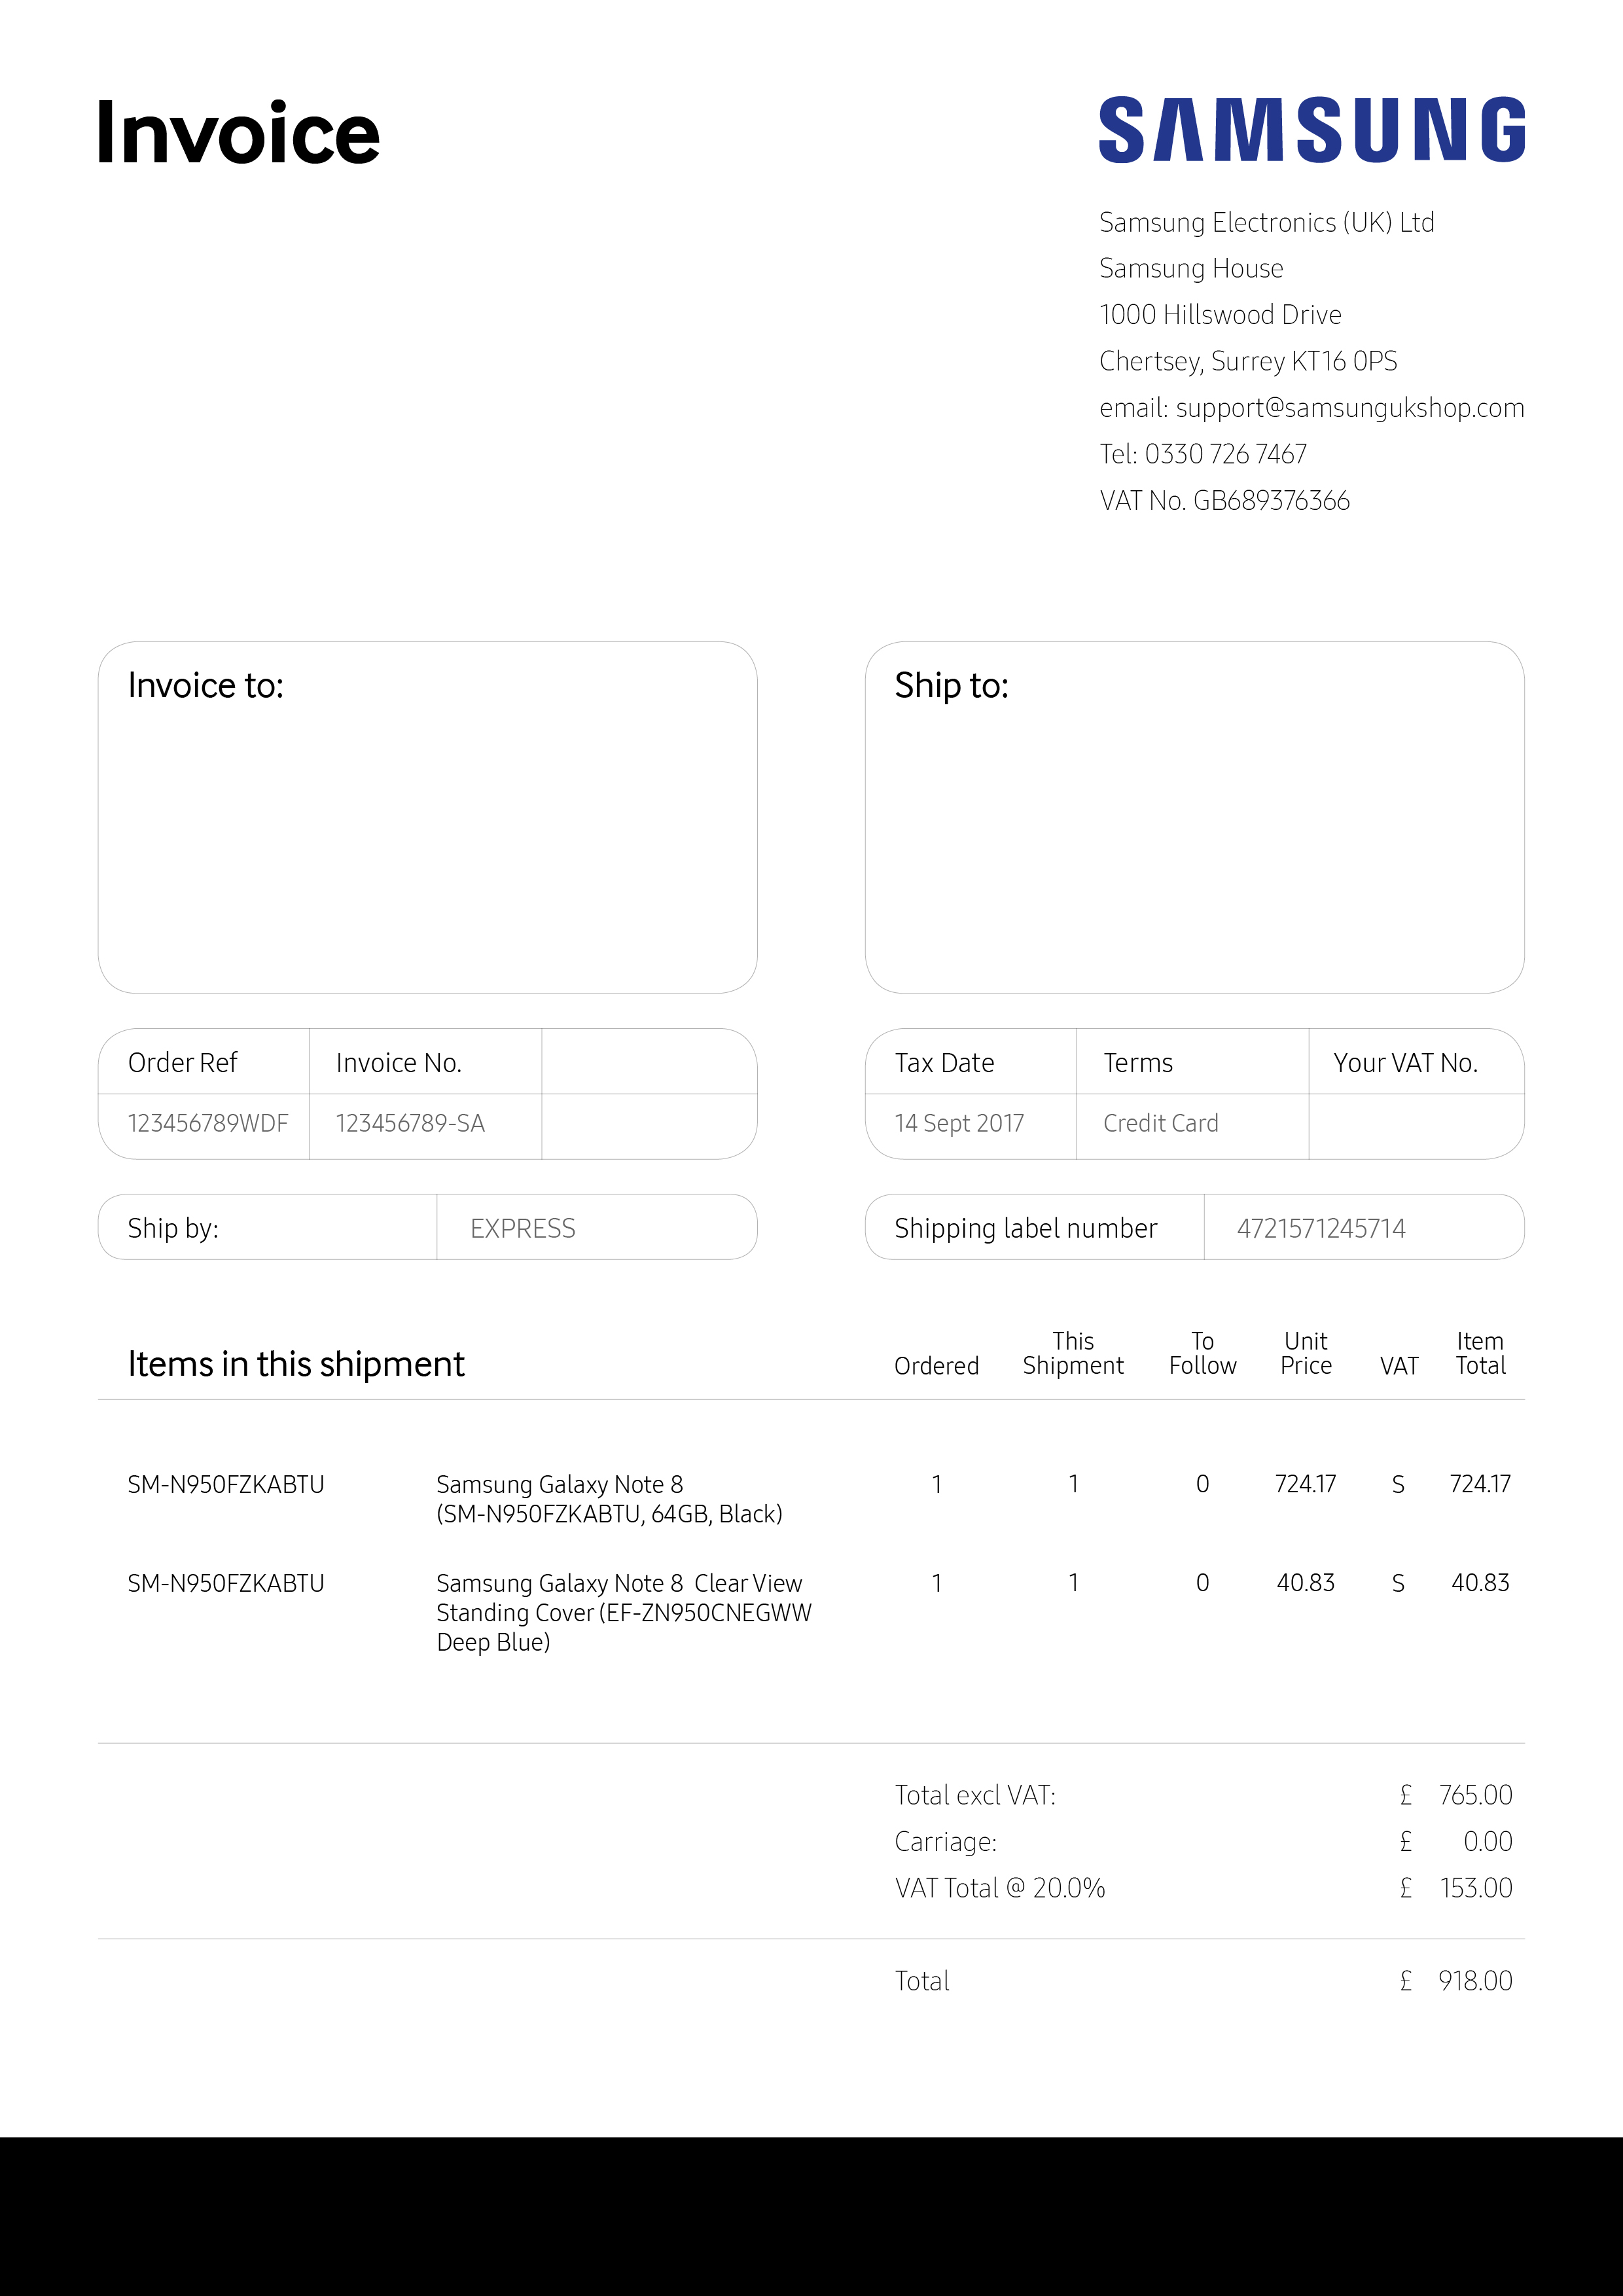 Invoice
SAMSUNG
Samsung Electronics (UK) Ltd
Samsung House
1000 Hillswood Drive
Chertsey, Surrey KT16 0PS
email: support@samsungukshop.com
Tel: 0330 726 7467
VAT No. GB689376366
Invoice to:
Ship to:
Order Ref Invoice No.
123456789WDF 123456789-SA
Tax Date Terms Your VAT No.
14 Sept 2017 Credit Card
Ship by: EXPRESS
Shipping label number 4721571245714
Items in this shipment Ordered This Shipment To Follow Unit Price VAT Item Total
SM-N950FZKABTU Samsung Galaxy Note 8 1 1 0 724.17 S 724.17
(SM-N950FZKABTU, 64GB, Black)
SM-N950FZKABTU Samsung Galaxy Note 8 Clear View 1 1 0 40.83 S 40.83
Standing Cover (EF-ZN950CNEGWW
Deep Blue)
Total excl VAT: £ 765.00
Carriage: £ 0.00
VAT Total @ 20.0% £ 153.00
Total £ 918.00